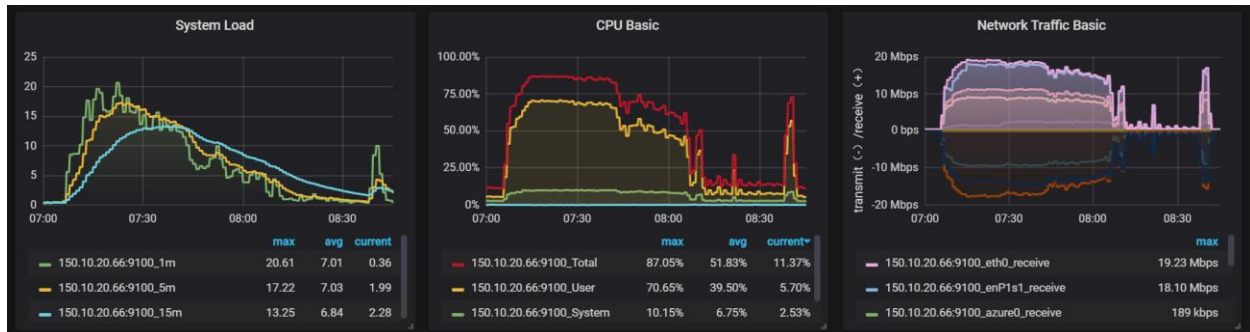 System Load
25
20
15
10
5
0
07:00 07:30 08:00 08:30
max avg current
150.10.20.66:9100_1m 20.61 7.01 0.36
150.10.20.66:9100_5m 17.22 7.03 1.99
150.10.20.66:9100_15m 13.25 6.84 2.28
CPU Basic
100.00%
75.00%
50.00%
25.00%
0%
07:00 07:30 08:00 08:30
max avg current
150.10.20.66:9100_Total 87.05% 51.83% 11.37%
150.10.20.66:9100_User 70.65% 39.50% 5.70%
150.10.20.66:9100_System 10.15% 6.75% 2.53%
Network Traffic Basic
transmit (-) /receive (+)
20 Mbps
10 Mbps
0 bps
-10 Mbps
-20 Mbps
07:00 07:30 08:00 08:30
max
150.10.20.66:9100_eth0_receive 19.23 Mbps
150.10.20.66:9100_enP1s1_receive 18.10 Mbps
150.10.20.66:9100_azure0_receive 189 kbps